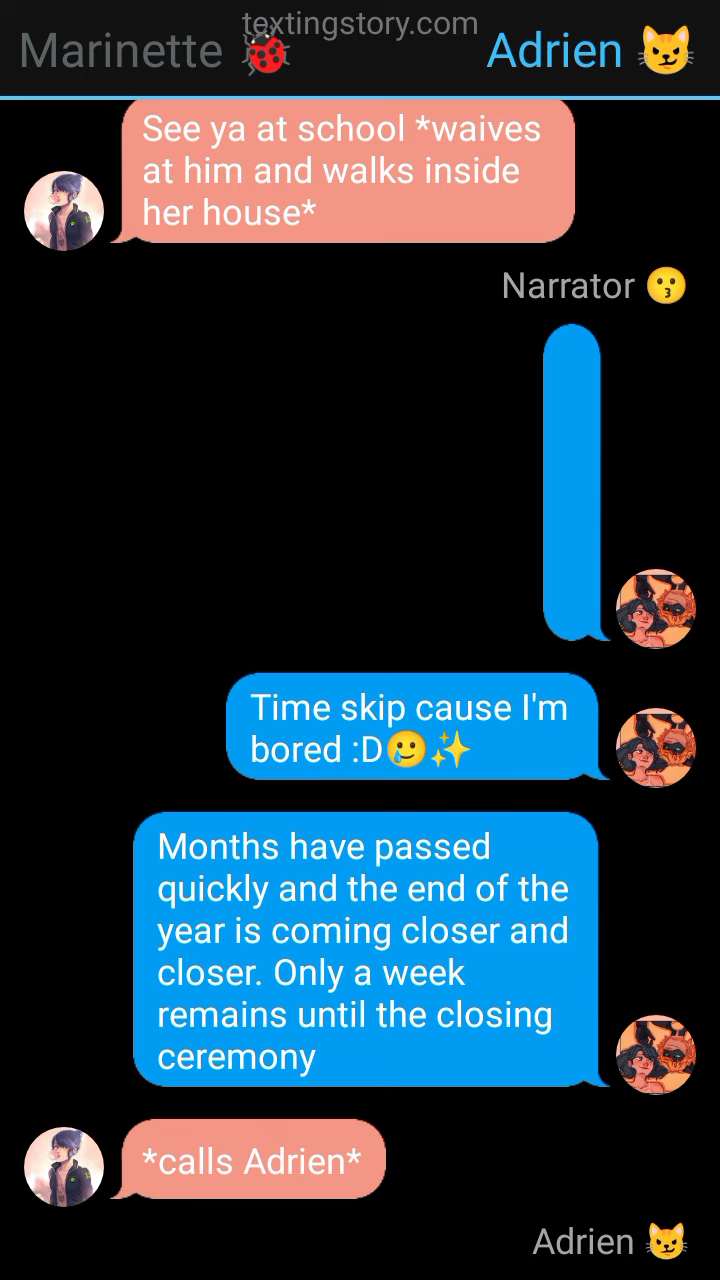 textingstory.com
Marinette 🐞 Adrien 😼
See ya at school *waives
at him and walks inside
her house*
Narrator 😗
Time skip cause I'm
bored :D🥲✨
Months have passed
quickly and the end of the
year is coming closer and
closer. Only a week
remains until the closing
ceremony
*calls Adrien*
Adrien 😼